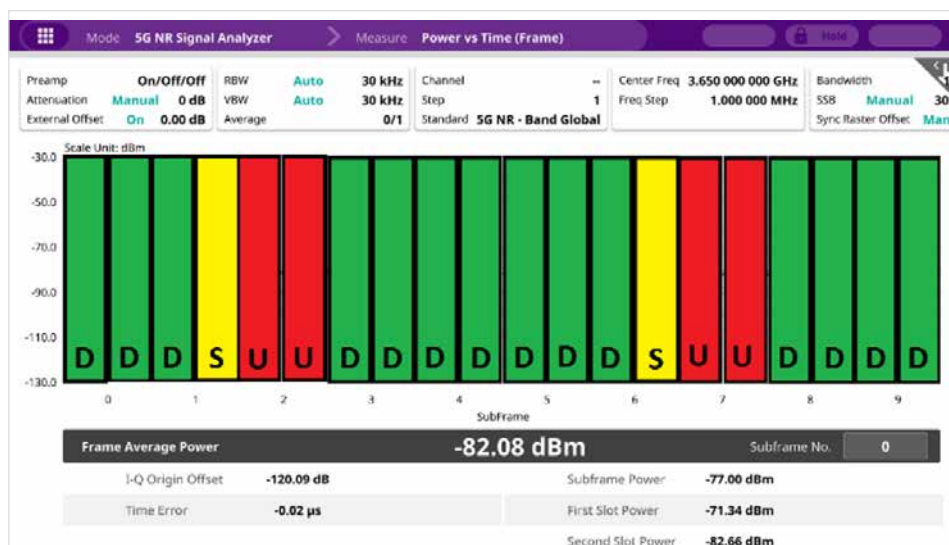 Mode 5G NR Signal Analyzer Measure Power vs Time (Frame) Hold
Preamp On/Off/Off RBW Auto 30 kHz Channel -- Center Freq 3.650 000 000 GHz Bandwidth
Attenuation Manual 0 dB VBW Auto 30 kHz Step 1 Freq Step 1.000 000 MHz SSB Manual 30
External Offset On 0.00 dB Average 0/1 Standard 5G NR - Band Global Sync Raster Offset Man
Scale Unit: dBm
-30.0
-50.0
-70.0
-90.0
-110.0
D D D S U U D D D D D D D S U U D D D D
-130.0
0 1 2 3 4 5 6 7 8 9
SubFrame
Frame Average Power -82.08 dBm Subframe No. 0
I-Q Origin Offset -120.09 dB Subframe Power -77.00 dBm
Time Error -0.02 µs First Slot Power -71.34 dBm
Second Slot Power -82.66 dBm